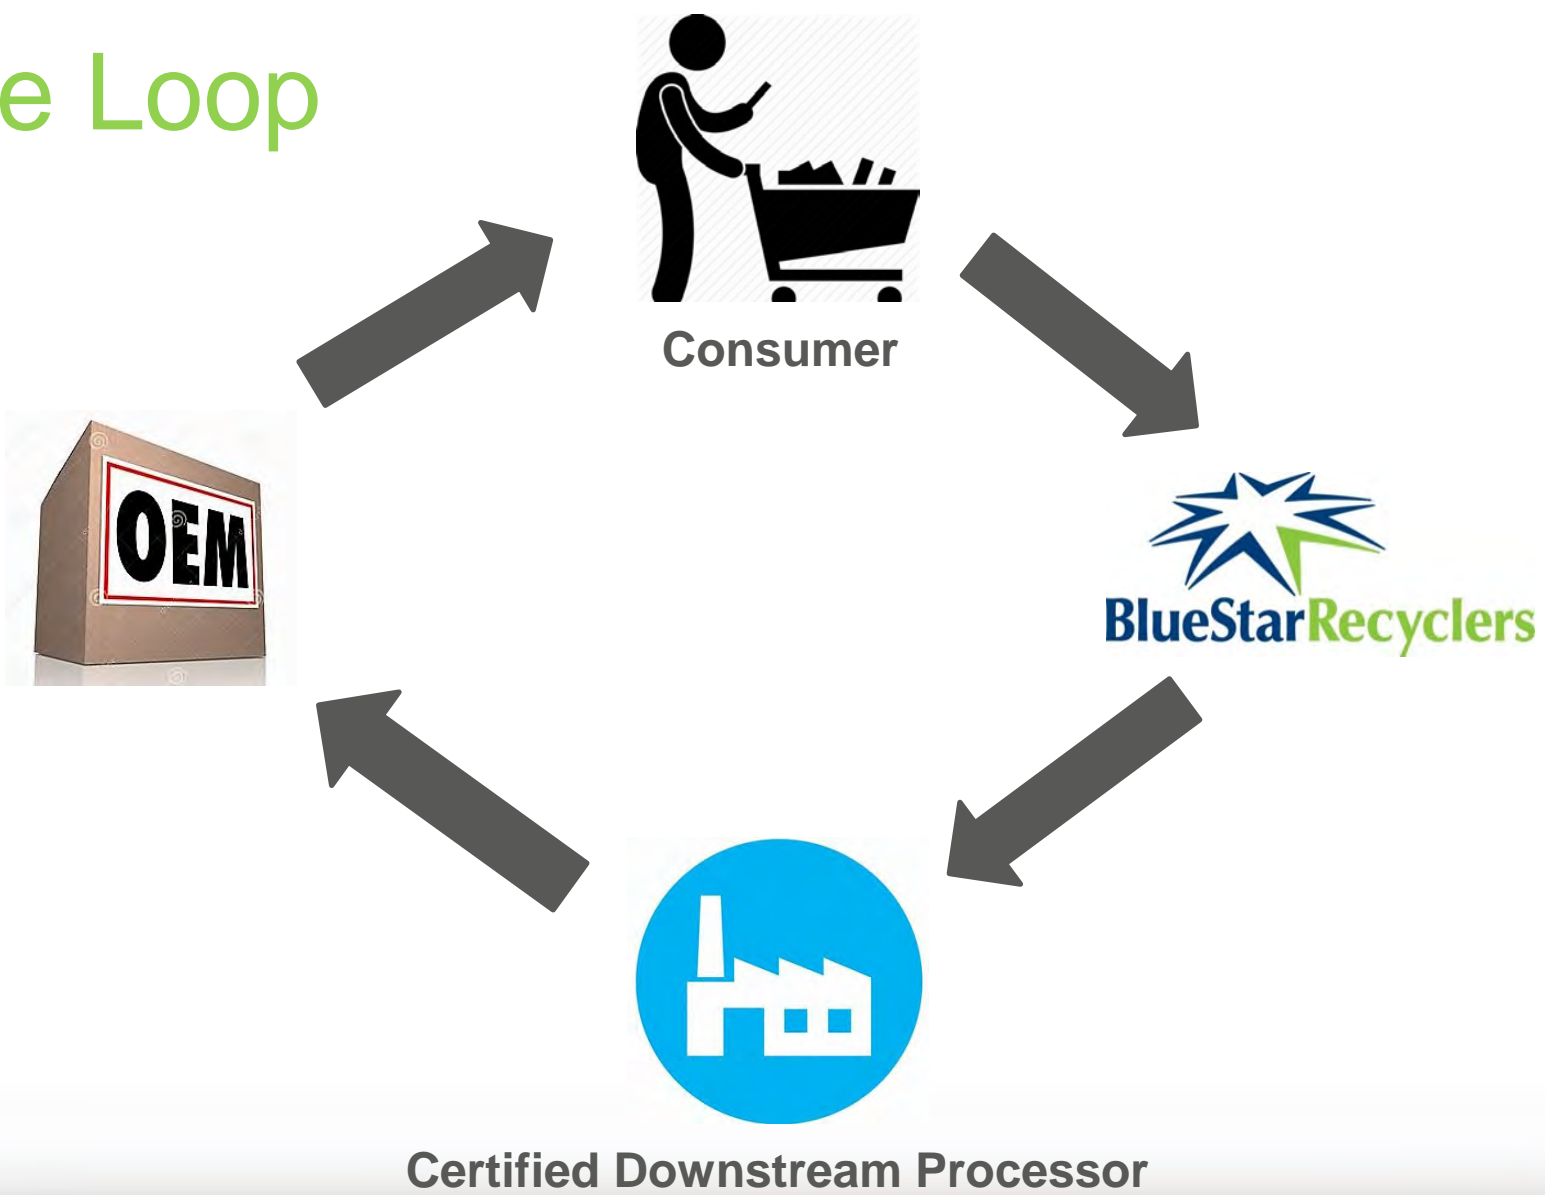 e Loop
Consumer
OEM
BlueStarRecyclers
Certified Downstream Processor